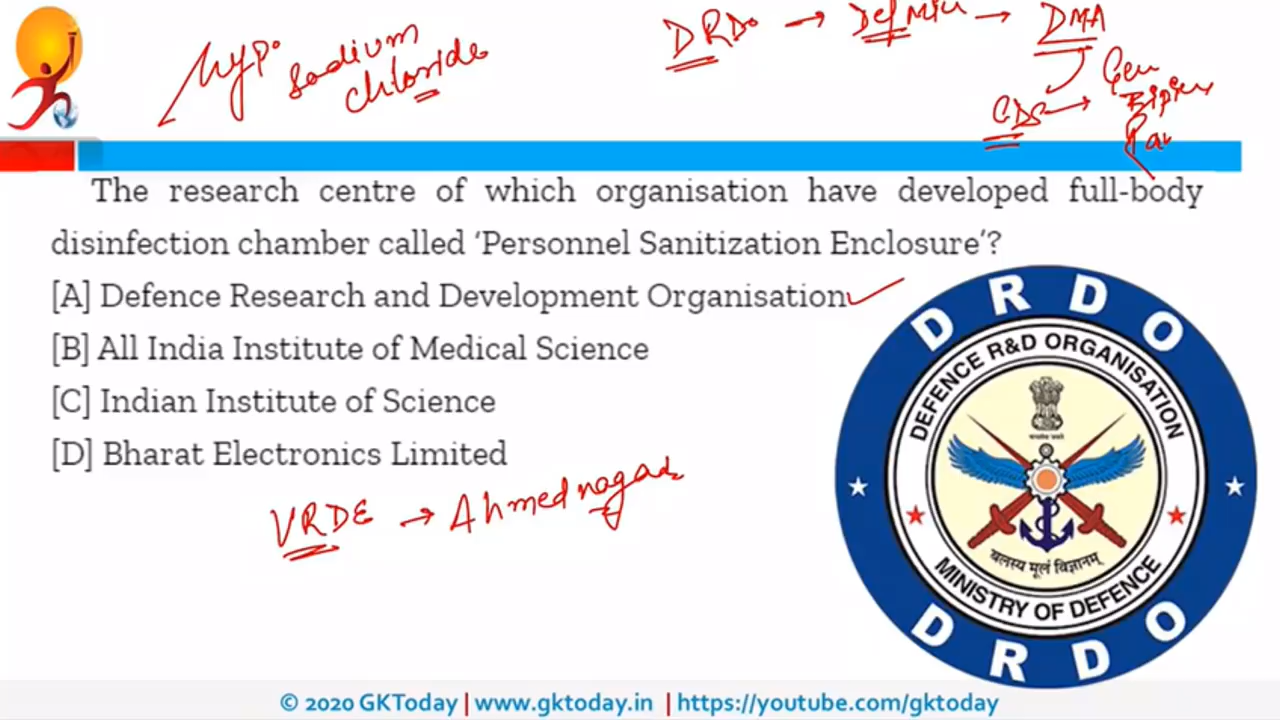 Hypo
Sodium
Chloride
DRDO → Def Min → DMA
CDS → Gen
Bipin
Raw
The research centre of which organisation have developed full-body
disinfection chamber called ‘Personnel Sanitization Enclosure’?
[A] Defence Research and Development Organisation
[B] All India Institute of Medical Science
[C] Indian Institute of Science
[D] Bharat Electronics Limited
VRDE → Ahmednagar
DRDO
DEFENCE R&D ORGANISATION
बलस्य मूलं विज्ञानम्
MINISTRY OF DEFENCE
DRDO
© 2020 GKToday | www.gktoday.in | https://youtube.com/gktoday